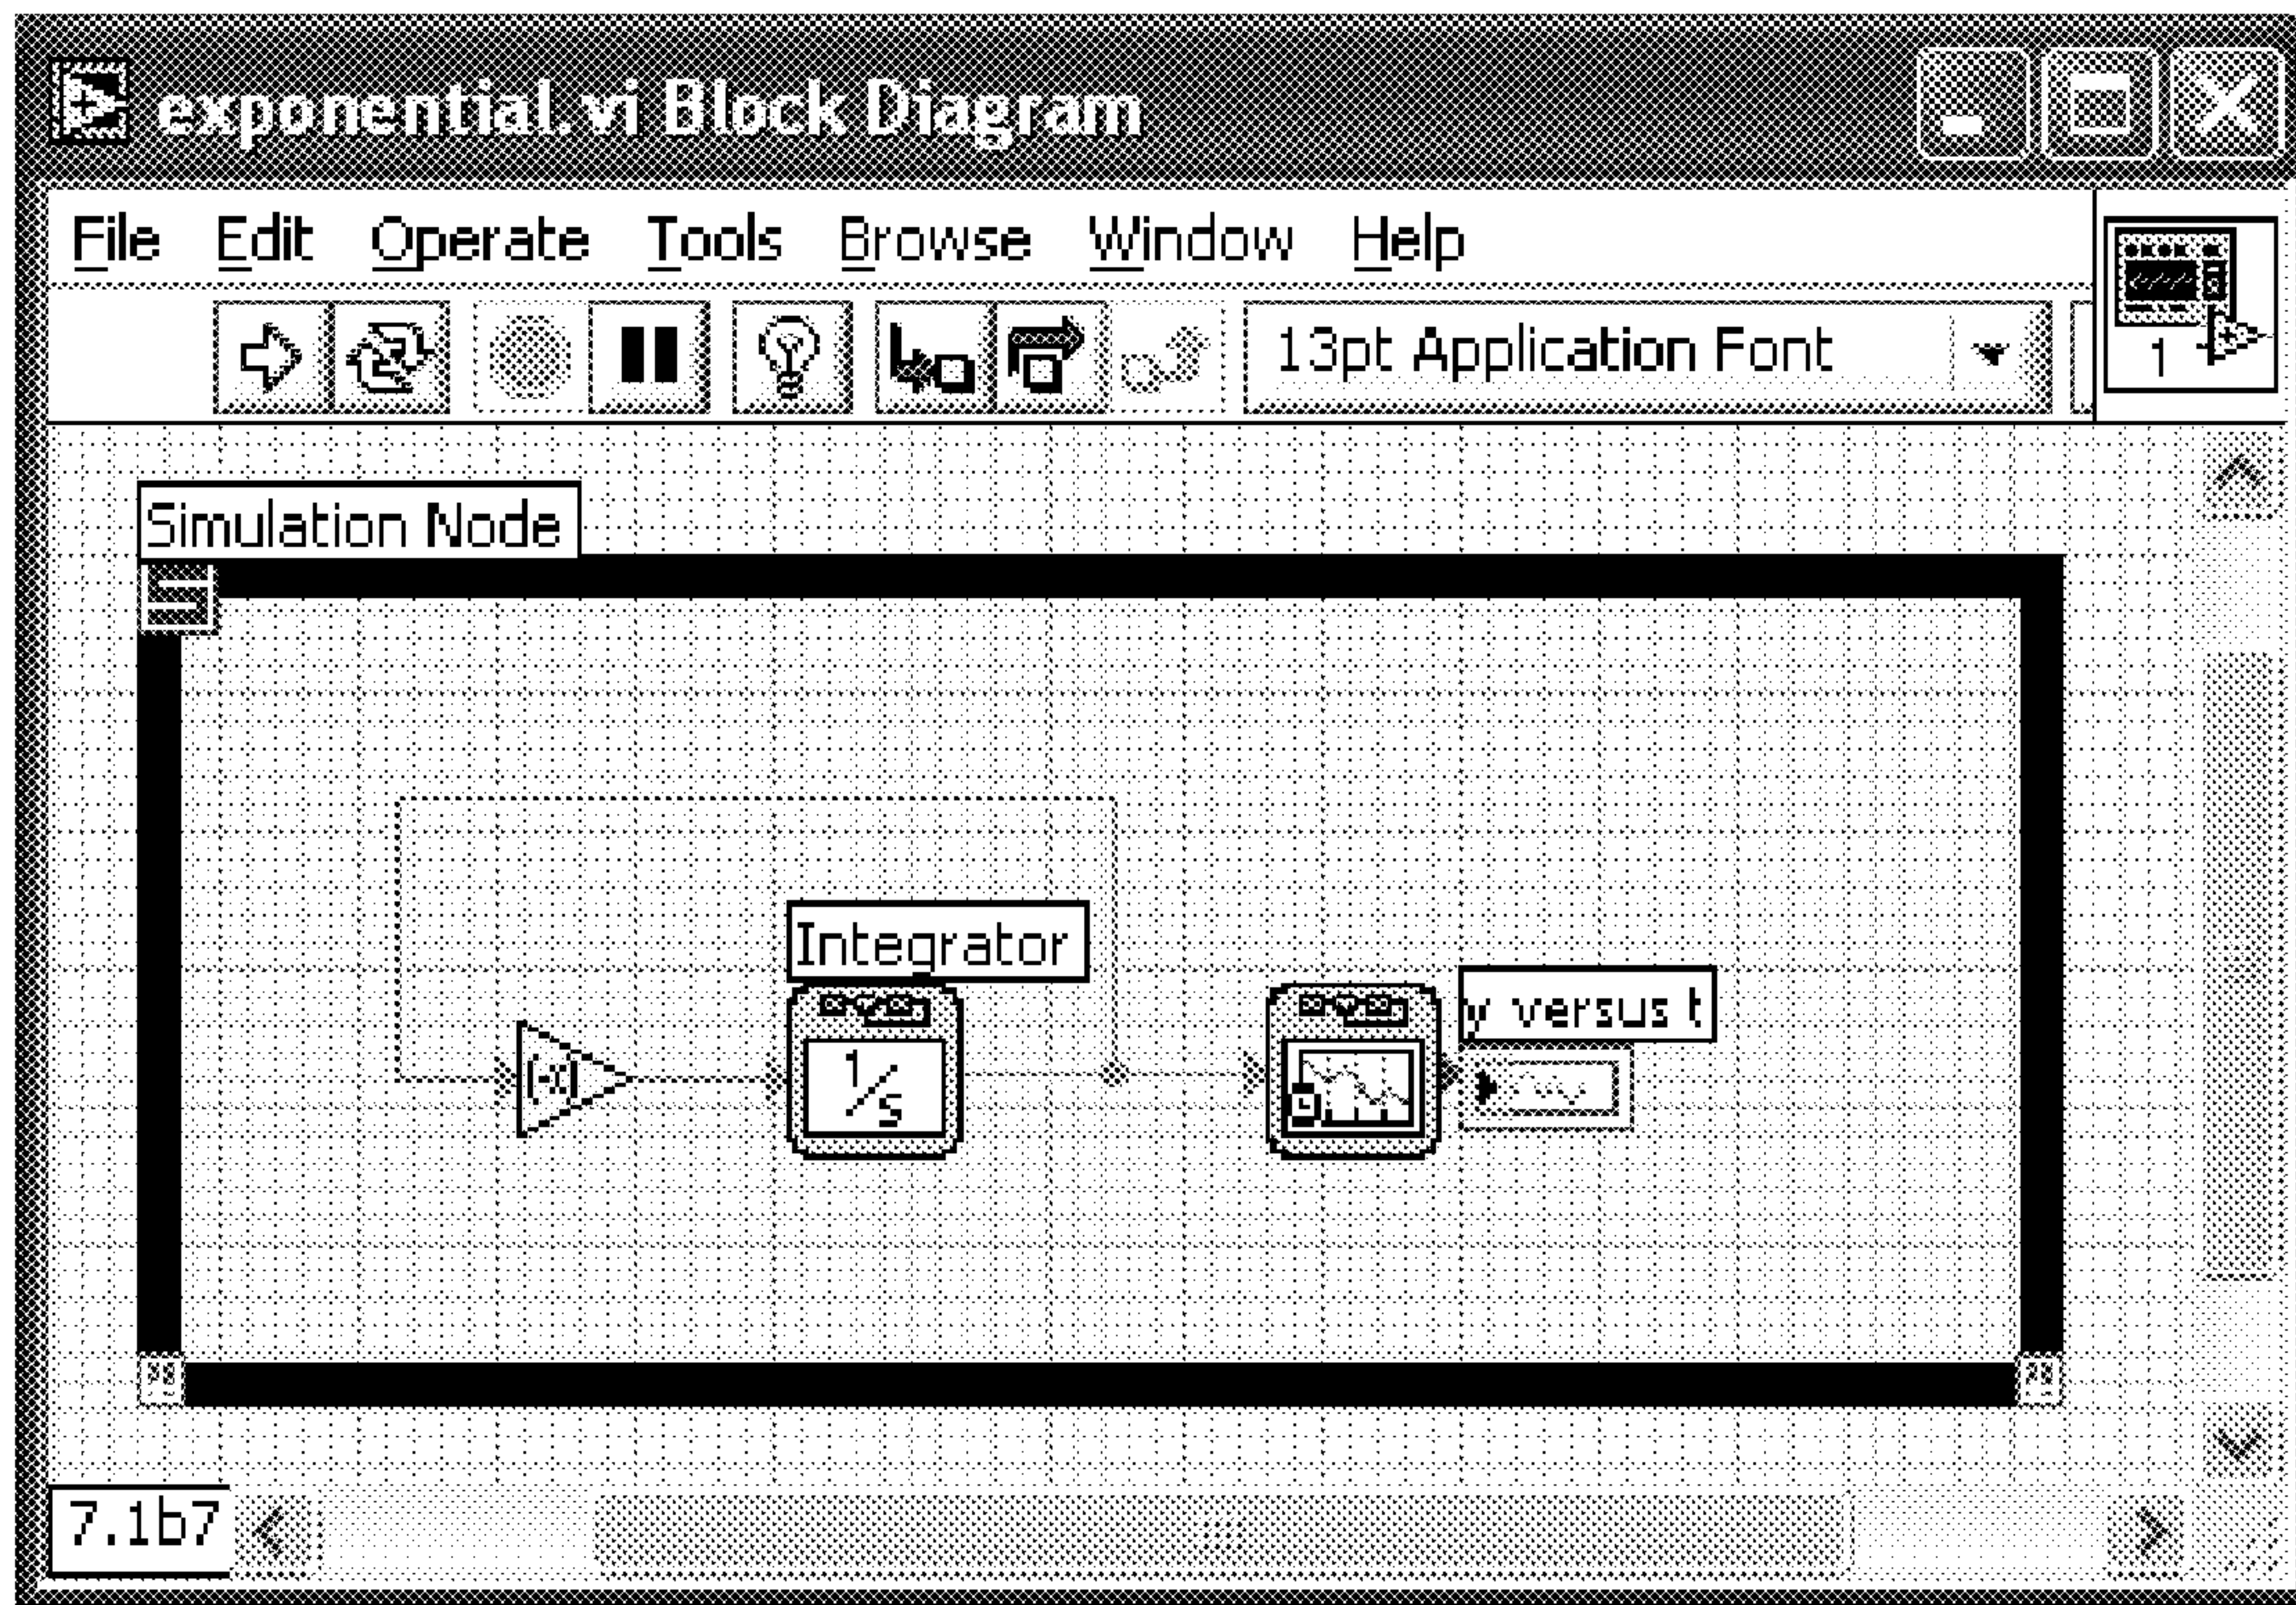 exponential.vi Block Diagram
File Edit Operate Tools Browse Window Help
13pt Application Font
1
Simulation Node
Integrator
y versus t
1/s
7.1b7